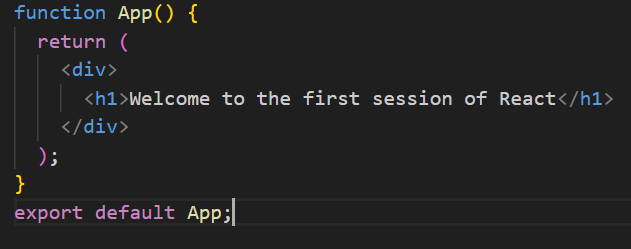 function App() {
  return (
    <div>
      <h1>Welcome to the first session of React</h1>
    </div>
  );
}
export default App;